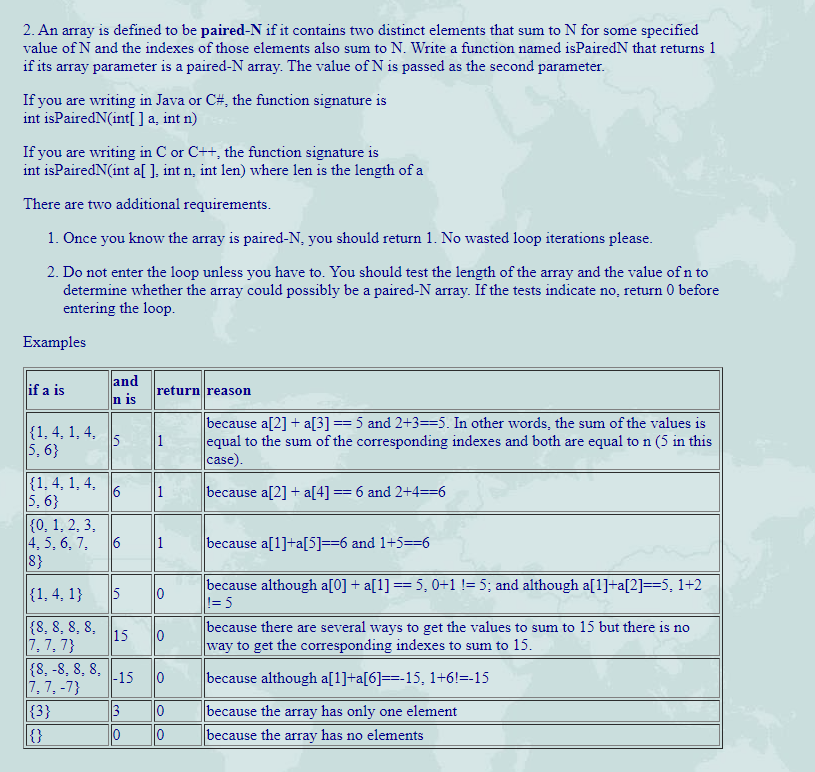 2. An array is defined to be paired-N if it contains two distinct elements that sum to N for some specified
value of N and the indexes of those elements also sum to N. Write a function named isPairedN that returns 1
if its array parameter is a paired-N array. The value of N is passed as the second parameter.
If you are writing in Java or C#, the function signature is
int isPairedN(int[ ] a, int n)
If you are writing in C or C++, the function signature is
int isPairedN(int a[ ], int n, int len) where len is the length of a
There are two additional requirements.
1. Once you know the array is paired-N, you should return 1. No wasted loop iterations please.
2. Do not enter the loop unless you have to. You should test the length of the array and the value of n to
determine whether the array could possibly be a paired-N array. If the tests indicate no, return 0 before
entering the loop.
Examples
if a is and n is return reason
{1, 4, 1, 4, 5, 6} 5 1 because a[2] + a[3] == 5 and 2+3==5. In other words, the sum of the values is
equal to the sum of the corresponding indexes and both are equal to n (5 in this
case).
{1, 4, 1, 4, 5, 6} 6 1 because a[2] + a[4] == 6 and 2+4==6
{0, 1, 2, 3, 4, 5, 6, 7, 8} 6 1 because a[1]+a[5]==6 and 1+5==6
{1, 4, 1} 5 0 because although a[0] + a[1] == 5, 0+1 != 5; and although a[1]+a[2]==5, 1+2
!= 5
{8, 8, 8, 8, 7, 7, 7} 15 0 because there are several ways to get the values to sum to 15 but there is no
way to get the corresponding indexes to sum to 15.
{8, -8, 8, 8, 7, 7, -7} -15 0 because although a[1]+a[6]==-15, 1+6!=-15
{3} 3 0 because the array has only one element
{} 0 0 because the array has no elements